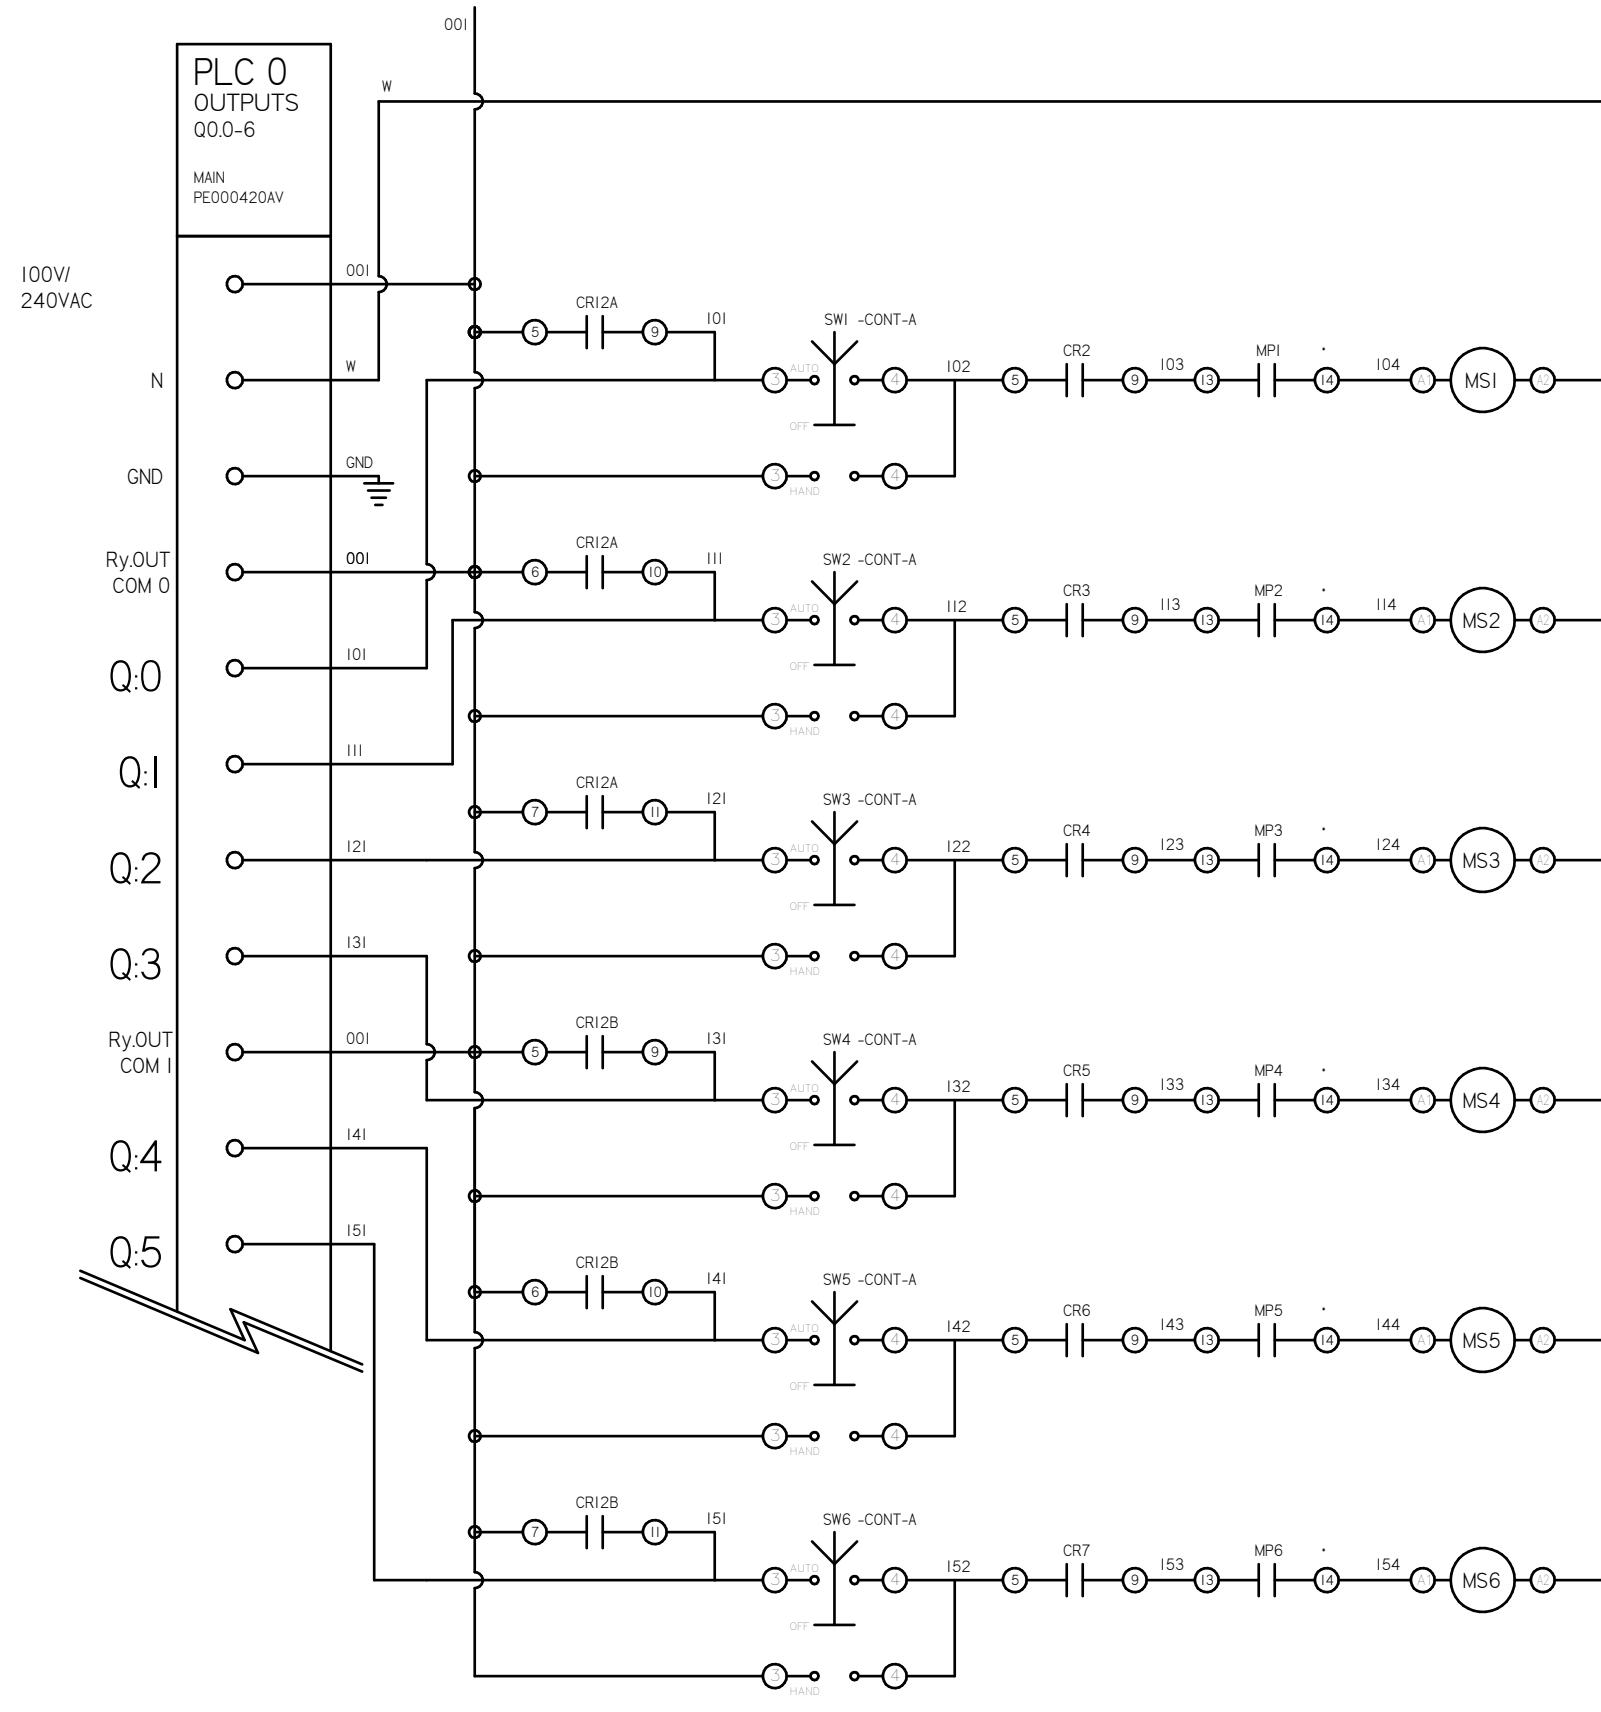 001
PLC 0
OUTPUTS
Q0.0-6
MAIN
PE000420AV
W
100V/
240VAC
001
CR12A
5
9
101
SW1 -CONT-A
N
W
3
AUTO
OFF
4
102
5
CR2
9
103
13
MP1
.
14
104
A1
MS1
A2
GND
GND
3
HAND
4
Ry.OUT
COM 0
001
CR12A
6
10
111
SW2 -CONT-A
3
AUTO
OFF
4
112
5
CR3
9
113
13
MP2
.
14
114
A1
MS2
A2
Q:0
101
3
HAND
4
Q:1
111
CR12A
7
11
121
SW3 -CONT-A
Q:2
121
3
AUTO
OFF
4
122
5
CR4
9
123
13
MP3
.
14
124
A1
MS3
A2
Q:3
131
3
HAND
4
Ry.OUT
COM 1
001
CR12B
5
9
131
SW4 -CONT-A
3
AUTO
OFF
4
132
5
CR5
9
133
13
MP4
.
14
134
A1
MS4
A2
Q:4
141
3
HAND
4
Q:5
151
CR12B
6
10
141
SW5 -CONT-A
3
AUTO
OFF
4
142
5
CR6
9
143
13
MP5
.
14
144
A1
MS5
A2
3
HAND
4
CR12B
7
11
151
SW6 -CONT-A
3
AUTO
OFF
4
152
5
CR7
9
153
13
MP6
.
14
154
A1
MS6
A2
3
HAND
4